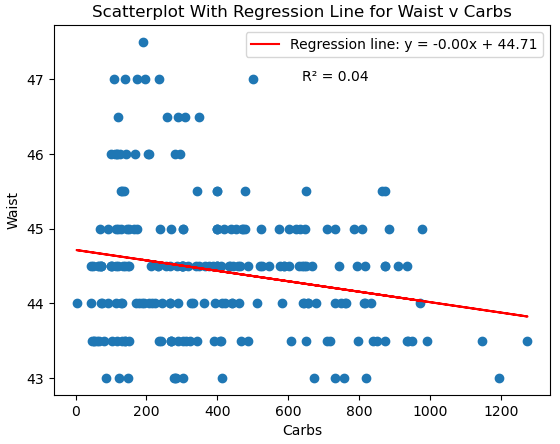 Scatterplot With Regression Line for Waist v Carbs
Regression line: y = -0.00x + 44.71
R² = 0.04
47
46
45
44
43
Waist
0 200 400 600 800 1000 1200
Carbs